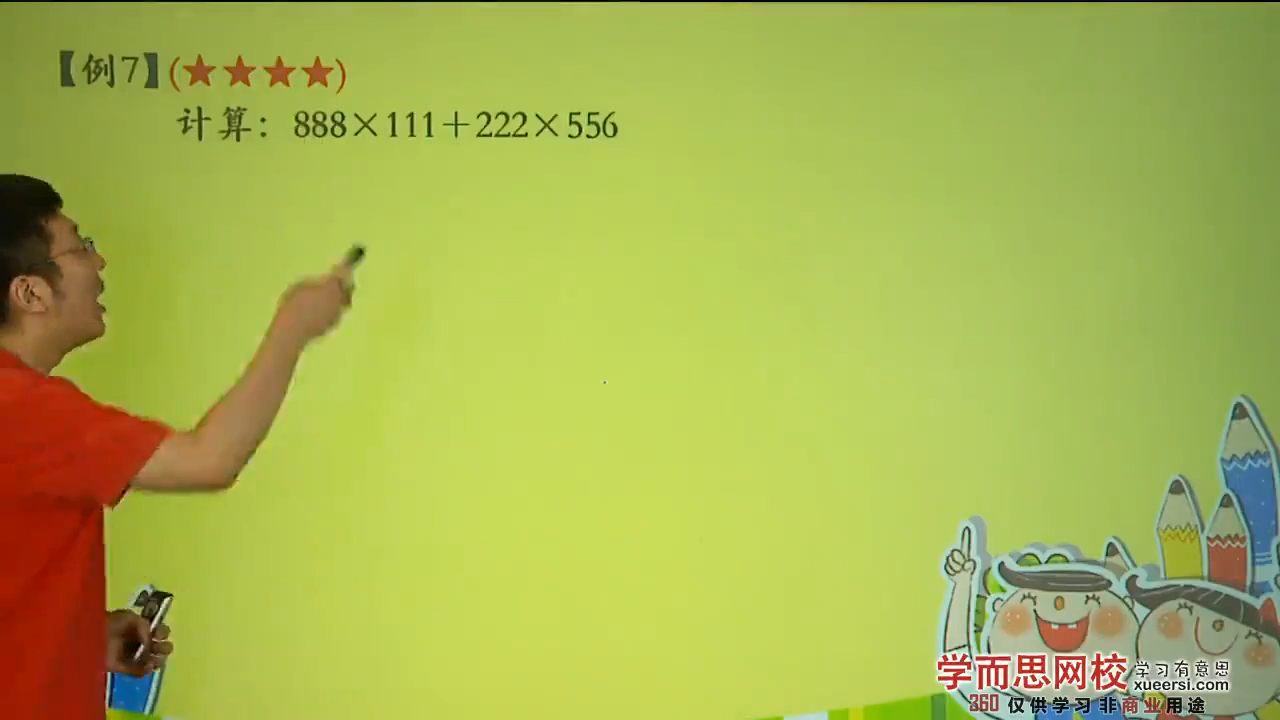 【例7】(★★★★)
计算：888×111+222×556
学而思网校
学习有意思
xueersi.com
360 仅供学习 非商业用途